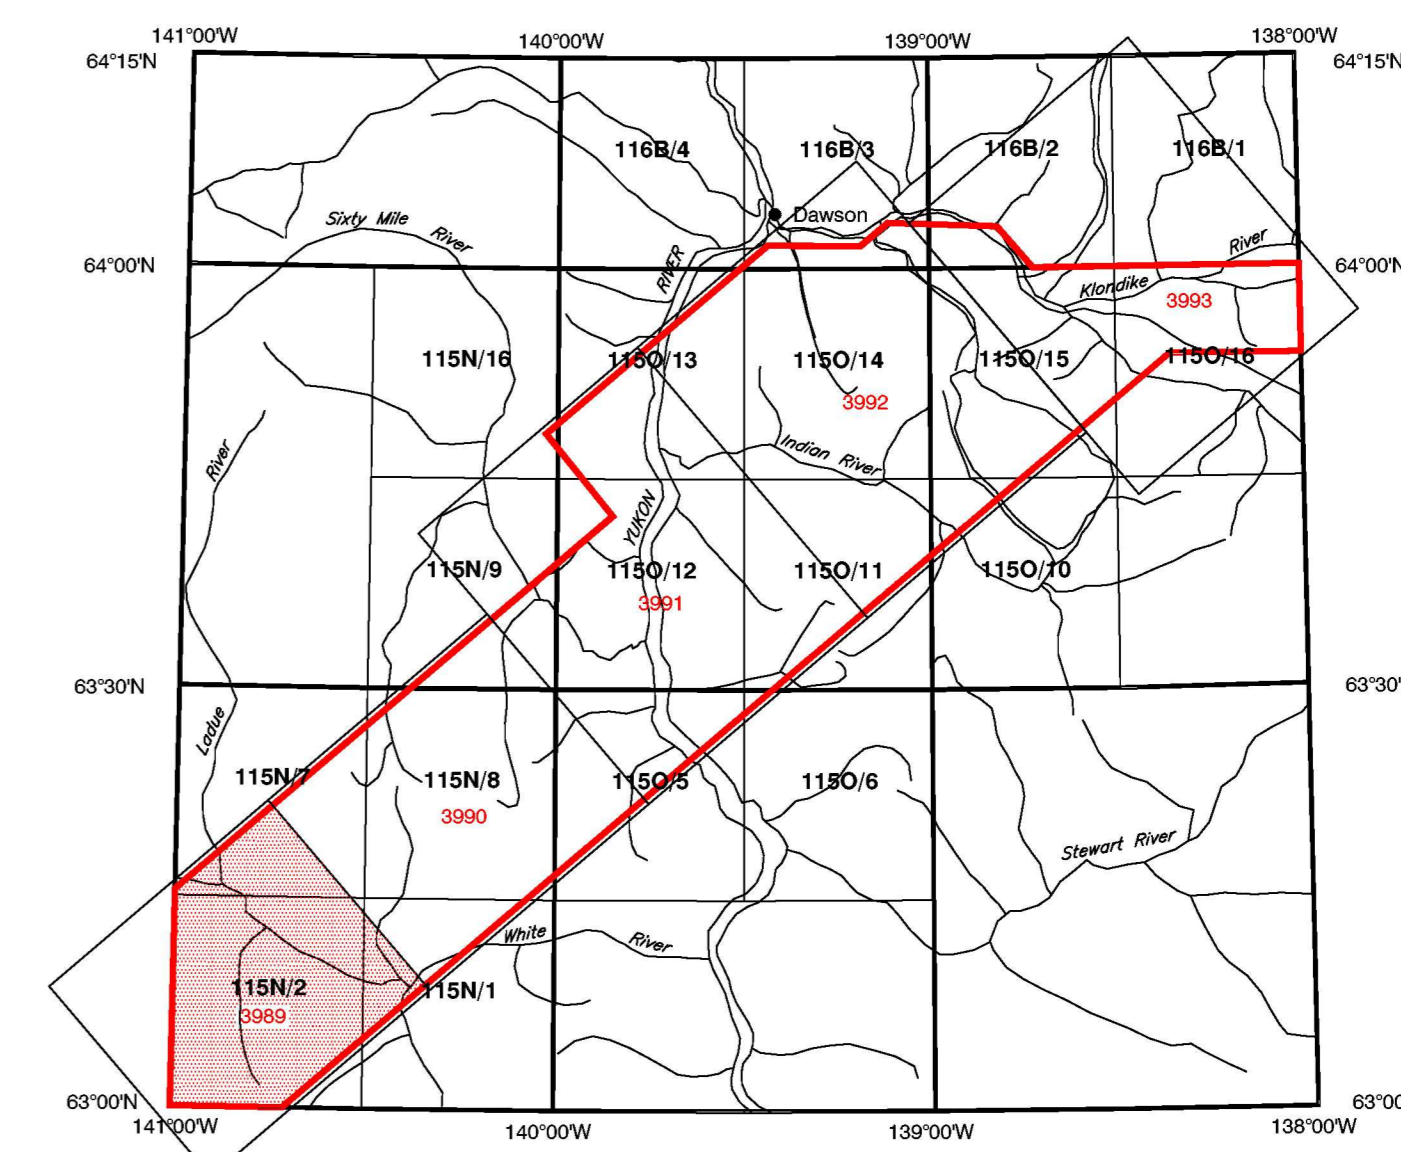 141°00'W
140°00'W
139°00'W
138°00'W
64°15'N
64°15'N
116B/4
116B/3
116B/2
116B/1
Dawson
Sixty Mile
River
RIVER
River
64°00'N
64°00'N
Klondike
3993
115N/16
115O/13
115O/14
115O/15
115O/16
3992
River
Indian River
YUKON
115N/9
115O/12
115O/11
115O/10
3991
63°30'N
63°30'
Ladue
115N/7
115N/8
115O/5
115O/6
3990
Stewart River
White
River
115N/2
115N/1
3989
63°00'N
63°00
141°00'W
140°00'W
139°00'W
138°00'W